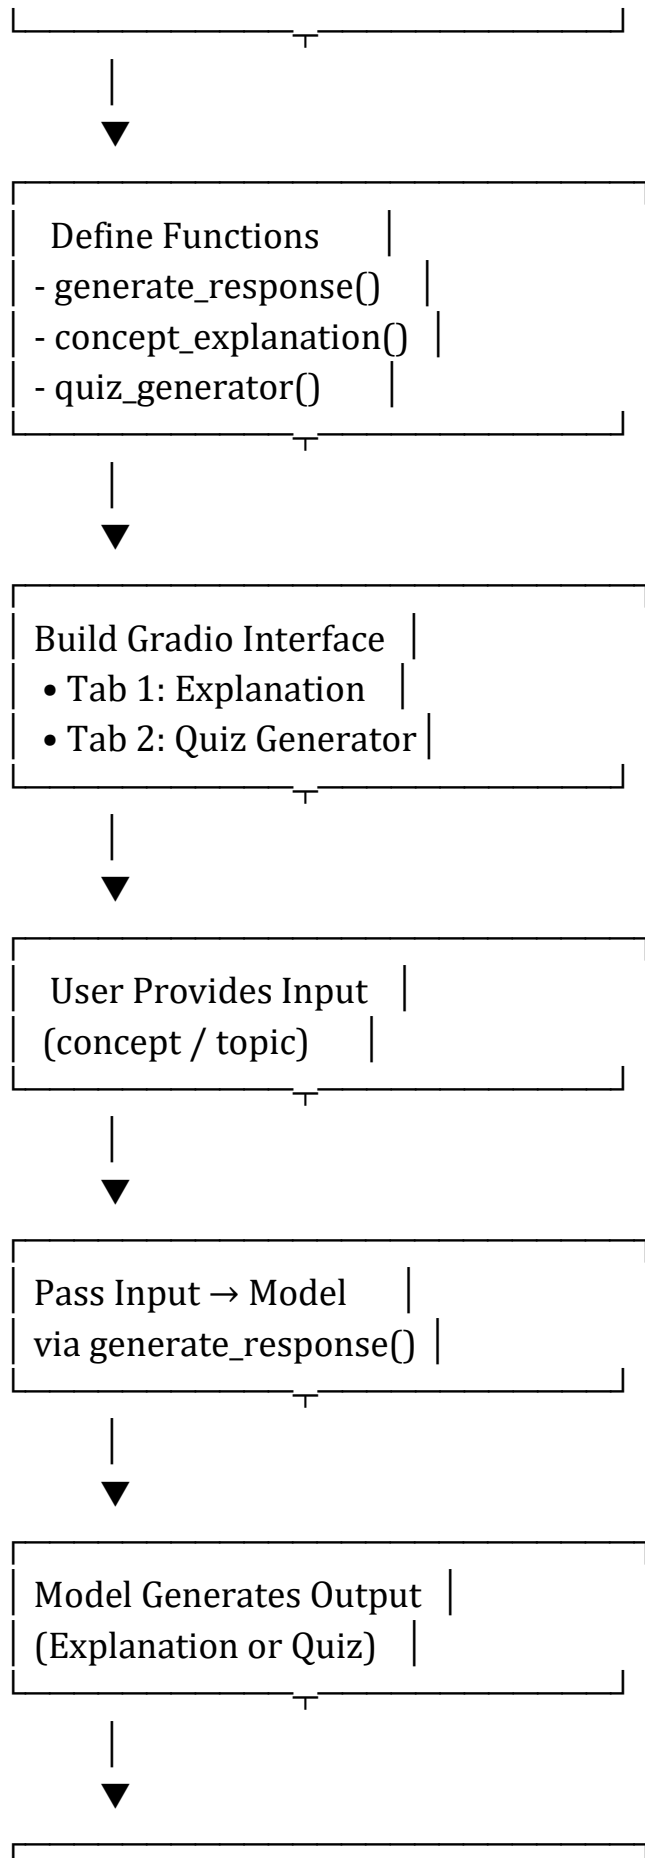 Define Functions
- generate_response()
- concept_explanation()
- quiz_generator()
▼
Build Gradio Interface
• Tab 1: Explanation
• Tab 2: Quiz Generator
▼
User Provides Input
(concept / topic)
▼
Pass Input → Model
via generate_response()
▼
Model Generates Output
(Explanation or Quiz)
▼